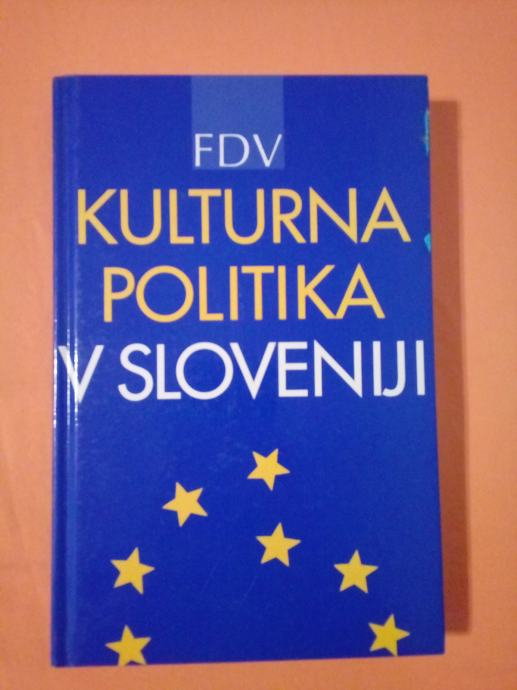 FDV
KULTURNA
POLITIKA
V SLOVENIJI